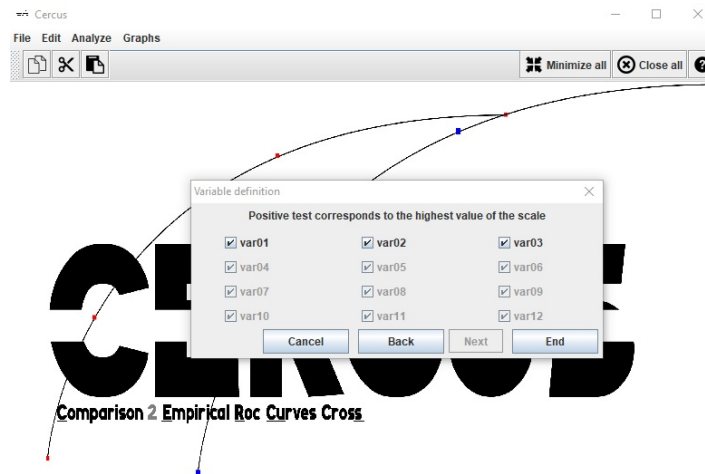 Cercus
File Edit Analyze Graphs
Minimize all Close all
Variable definition
Positive test corresponds to the highest value of the scale
var01 var02 var03
var04 var05 var06
var07 var08 var09
var10 var11 var12
Cancel Back Next End
CERCUS
Comparison 2 Empirical Roc Curves Cross